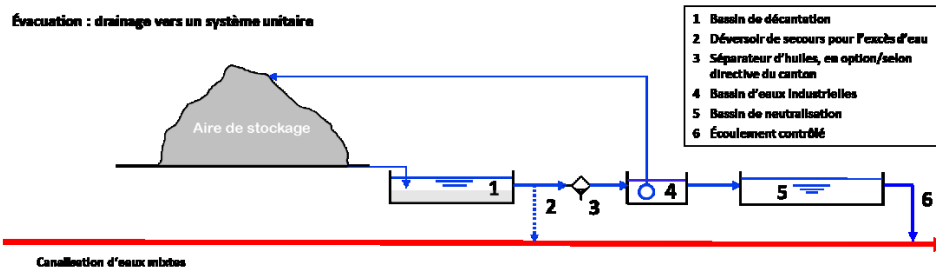 Évacuation : drainage vers un système unitaire
1 Bassin de décantation
2 Déversoir de secours pour l'excès d'eau
3 Séparateur d'huiles, en option/selon
directive du canton
4 Bassin d'eaux industrielles
5 Bassin de neutralisation
6 Écoulement contrôlé
Aire de stockage
1
2
3
4
5
6
Canalisation d'eaux mixtes